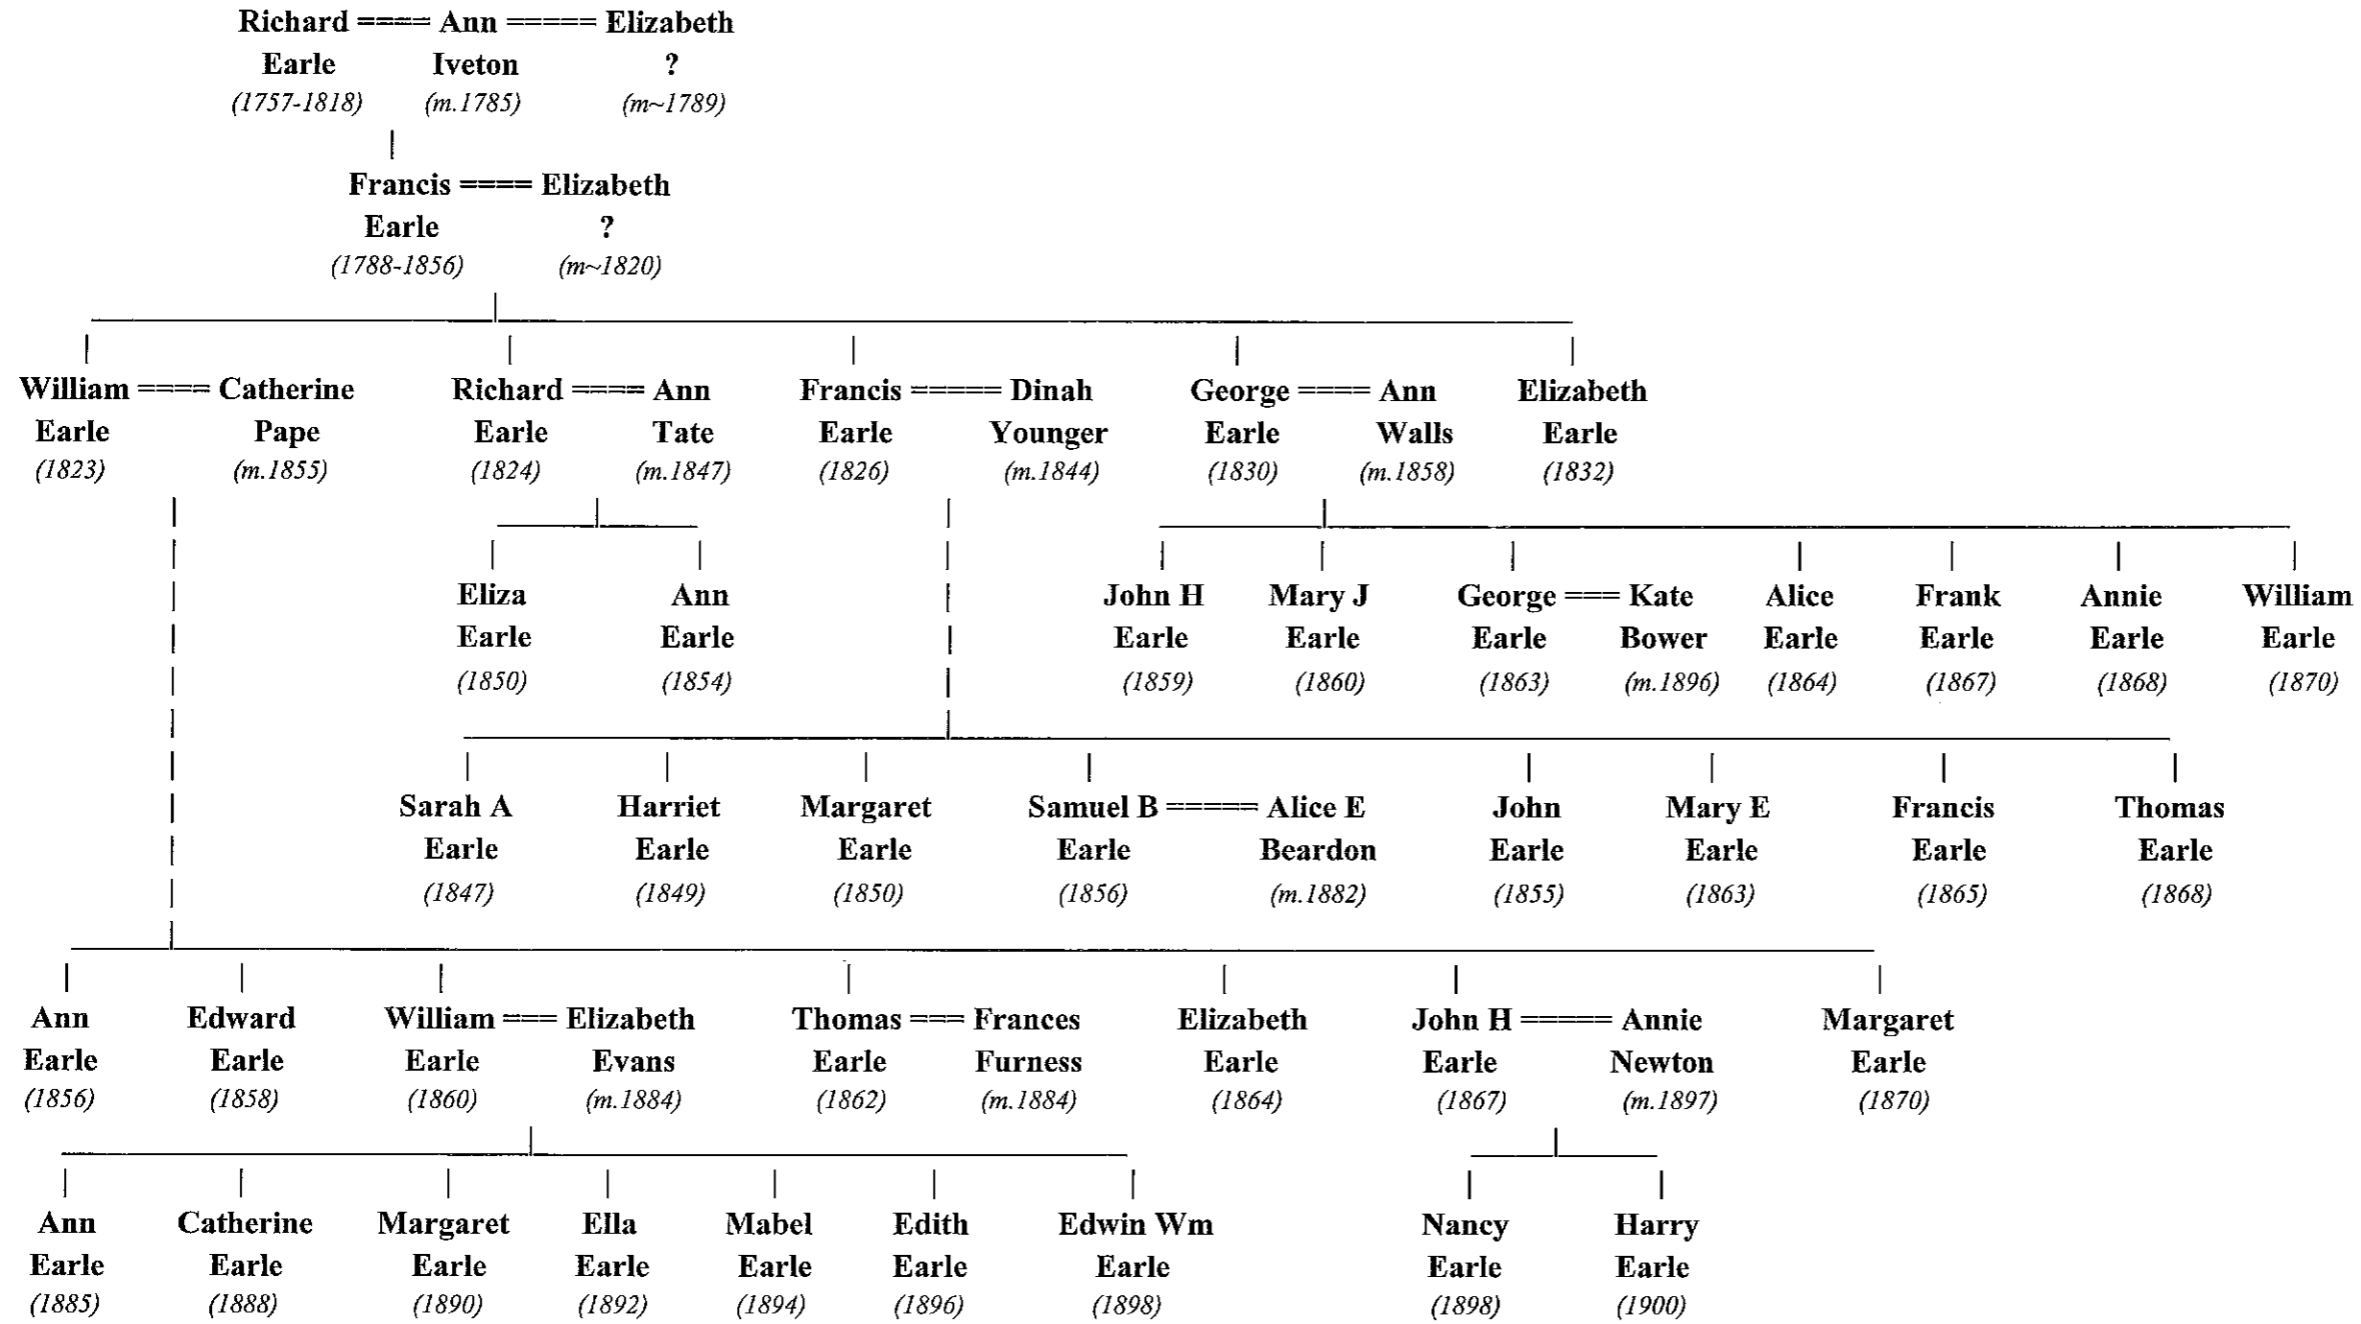 Richard ==== Ann ===== Elizabeth
Earle Iveton ?
(1757-1818) (m.1785) (m~1789)
Francis ==== Elizabeth
Earle ?
(1788-1856) (m~1820)
William ==== Catherine Richard ==== Ann Francis ===== Dinah George ==== Ann Elizabeth
Earle Pape Earle Tate Earle Younger Earle Walls Earle
(1823) (m.1855) (1824) (m.1847) (1826) (m.1844) (1830) (m.1858) (1832)
Eliza Ann John H Mary J George === Kate Alice Frank Annie William
Earle Earle Earle Earle Earle Bower Earle Earle Earle Earle
(1850) (1854) (1859) (1860) (1863) (m.1896) (1864) (1867) (1868) (1870)
Sarah A Harriet Margaret Samuel B ===== Alice E John Mary E Francis Thomas
Earle Earle Earle Earle Beardon Earle Earle Earle Earle
(1847) (1849) (1850) (1856) (m.1882) (1855) (1863) (1865) (1868)
Ann Edward William === Elizabeth Thomas === Frances Elizabeth John H ===== Annie Margaret
Earle Earle Earle Evans Earle Furness Earle Earle Newton Earle
(1856) (1858) (1860) (m.1884) (1862) (m.1884) (1864) (1867) (m.1897) (1870)
Ann Catherine Margaret Ella Mabel Edith Edwin Wm Nancy Harry
Earle Earle Earle Earle Earle Earle Earle Earle Earle
(1885) (1888) (1890) (1892) (1894) (1896) (1898) (1898) (1900)